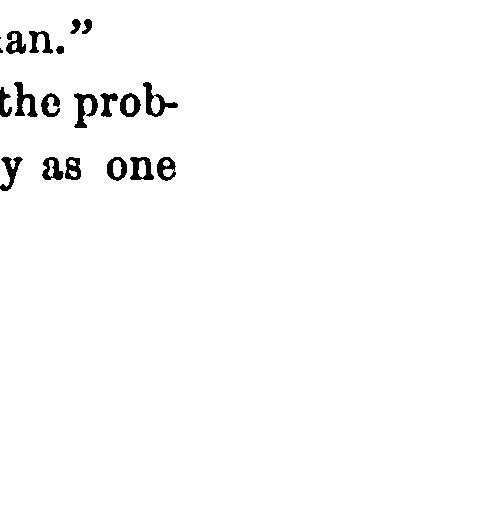 an.”
the prob-
y as one